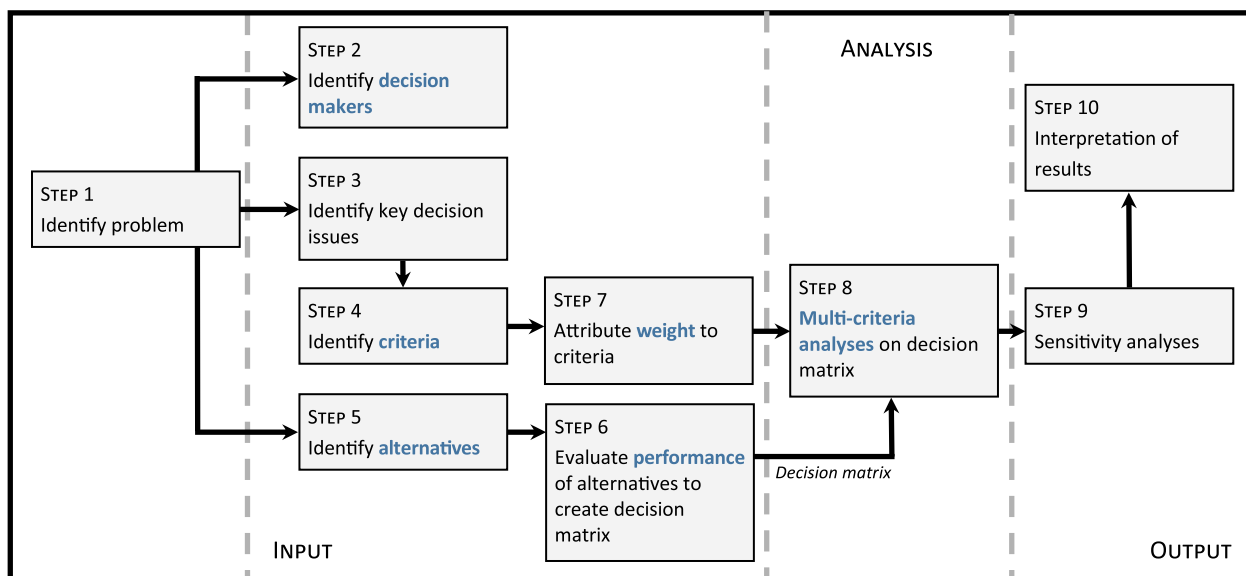 STEP 1
Identify problem
STEP 2
Identify decision
makers
STEP 3
Identify key decision
issues
STEP 4
Identify criteria
STEP 5
Identify alternatives
STEP 7
Attribute weight to
criteria
STEP 6
Evaluate performance
of alternatives to
create decision
matrix
INPUT
ANALYSIS
STEP 8
Multi-criteria
analyses on decision
matrix
Decision matrix
STEP 10
Interpretation of
results
STEP 9
Sensitivity analyses
OUTPUT